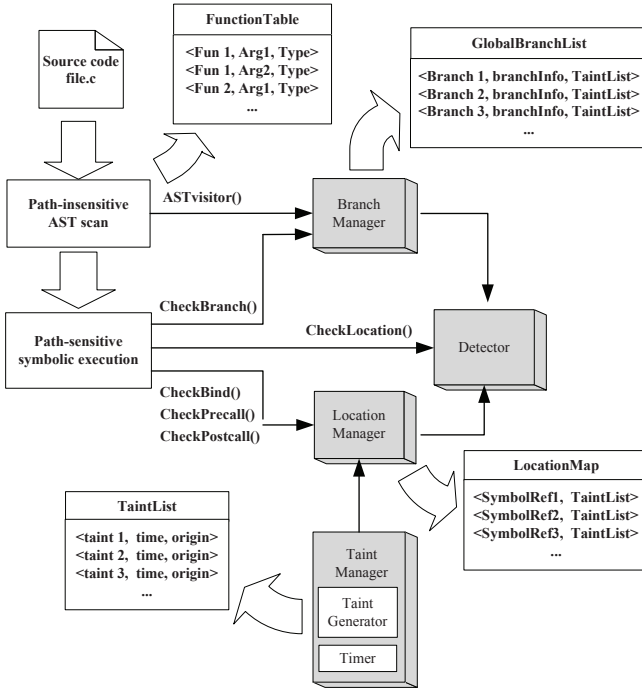 FunctionTable
<Fun 1, Arg1, Type>
<Fun 1, Arg2, Type>
<Fun 2, Arg1, Type>
...
Source code
file.c
GlobalBranchList
<Branch 1, branchInfo, TaintList>
<Branch 2, branchInfo, TaintList>
<Branch 3, branchInfo, TaintList>
...
Path-insensitive
AST scan
ASTvisitor()
Branch
Manager
CheckBranch()
Path-sensitive
symbolic execution
CheckLocation()
Detector
CheckBind()
CheckPrecall()
CheckPostcall()
Location
Manager
LocationMap
<SymbolRef1, TaintList>
<SymbolRef2, TaintList>
<SymbolRef3, TaintList>
...
TaintList
<taint 1, time, origin>
<taint 2, time, origin>
<taint 3, time, origin>
...
Taint
Manager
Taint
Generator
Timer